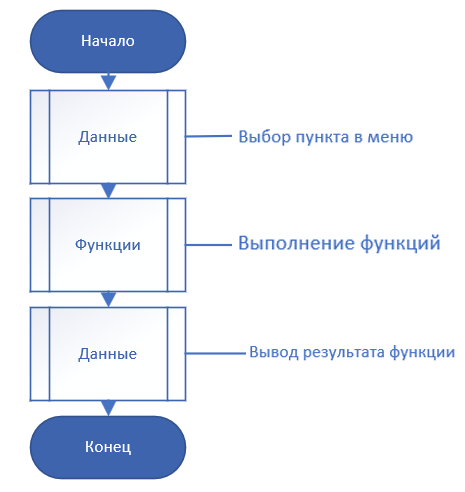 Начало
Данные
Выбор пункта в меню
Функции
Выполнение функций
Данные
Вывод результата функции
Конец